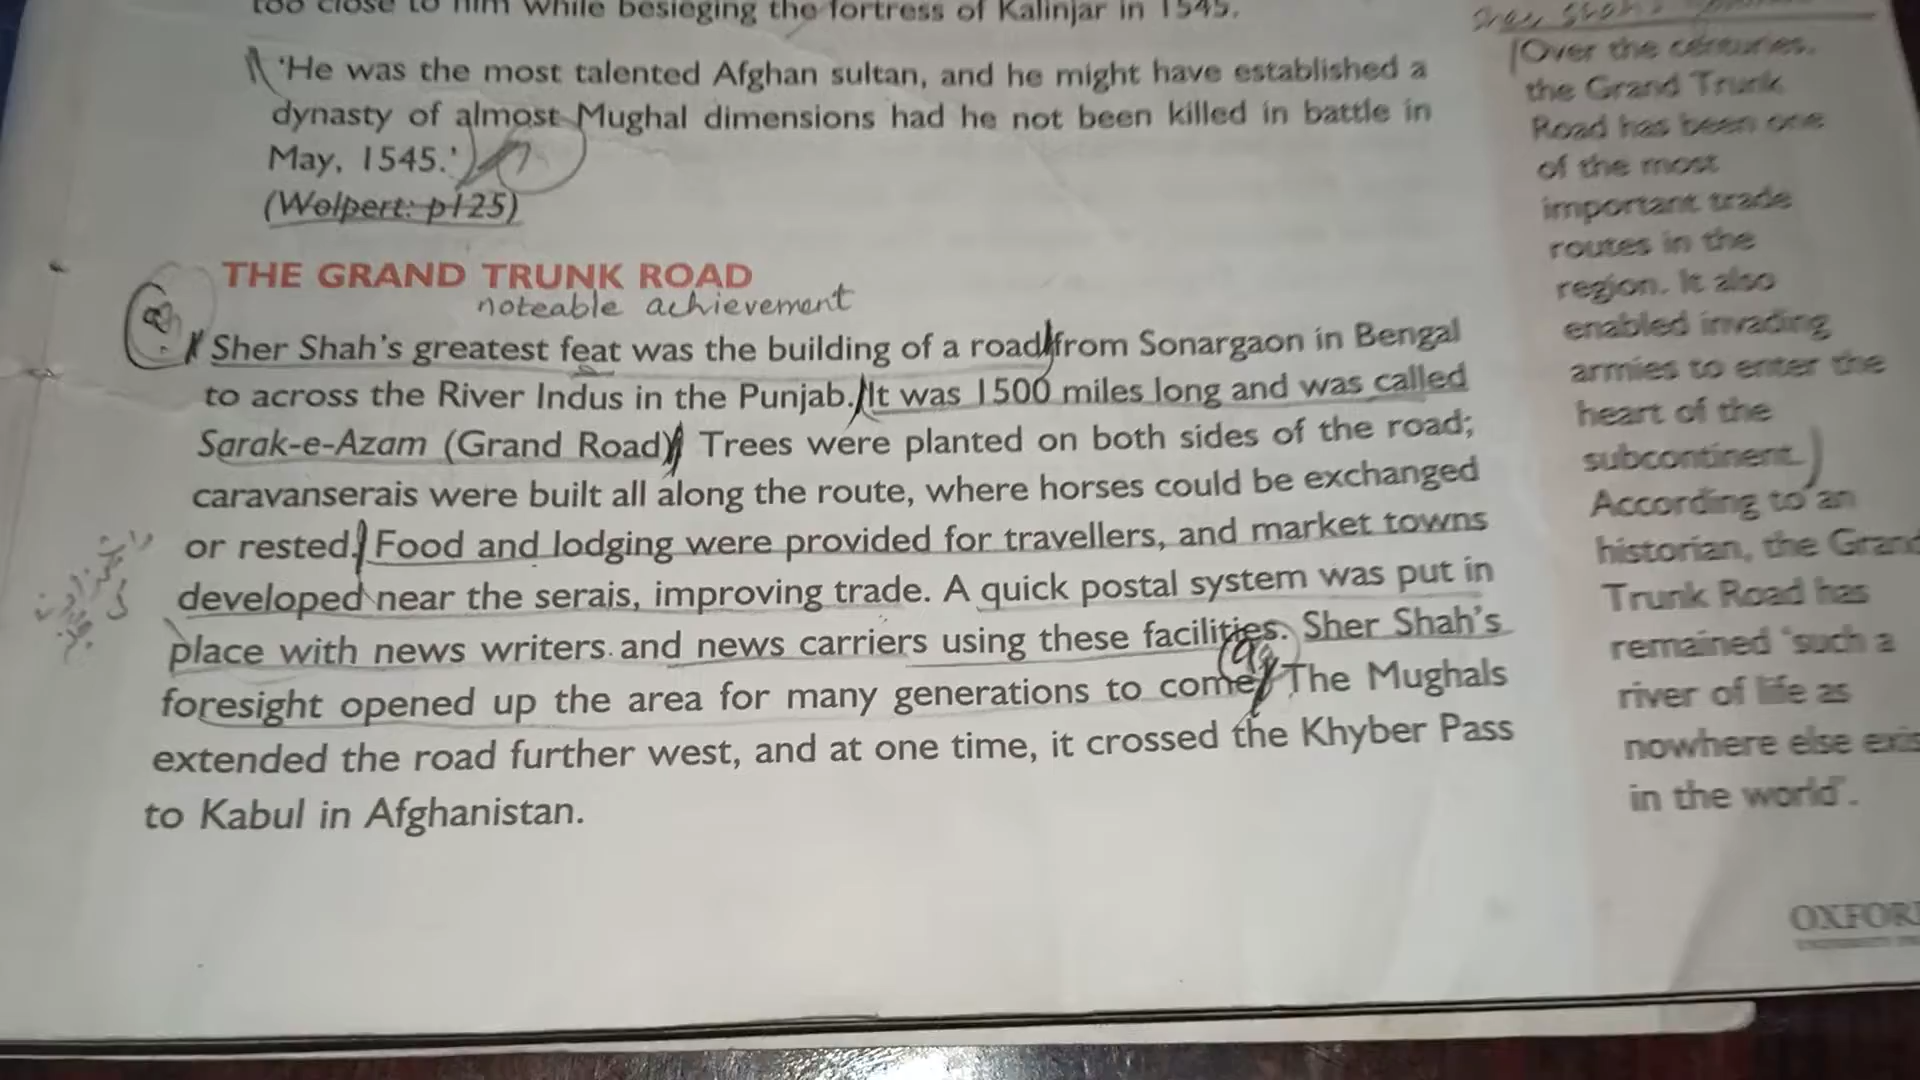 too close to him while besieging the fortress of Kalinjar in 1545.
'He was the most talented Afghan sultan, and he might have established a
dynasty of almost Mughal dimensions had he not been killed in battle in
May, 1545.'
(Wolpert: p125)
THE GRAND TRUNK ROAD
noteable achievement
Sher Shah's greatest feat was the building of a road from Sonargaon in Bengal
to across the River Indus in the Punjab. It was 1500 miles long and was called
Sarak-e-Azam (Grand Road). Trees were planted on both sides of the road;
caravanserais were built all along the route, where horses could be exchanged
or rested. Food and lodging were provided for travellers, and market towns
developed near the serais, improving trade. A quick postal system was put in
place with news writers and news carriers using these facilities. Sher Shah's
foresight opened up the area for many generations to come. The Mughals
extended the road further west, and at one time, it crossed the Khyber Pass
to Kabul in Afghanistan.
Over the centuries,
the Grand Trunk
Road has been one
of the most
important trade
routes in the
region. It also
enabled invading
armies to enter the
heart of the
subcontinent.
According to an
historian, the Grand
Trunk Road has
remained 'such a
river of life as
nowhere else exis
in the world'.
OXFOR